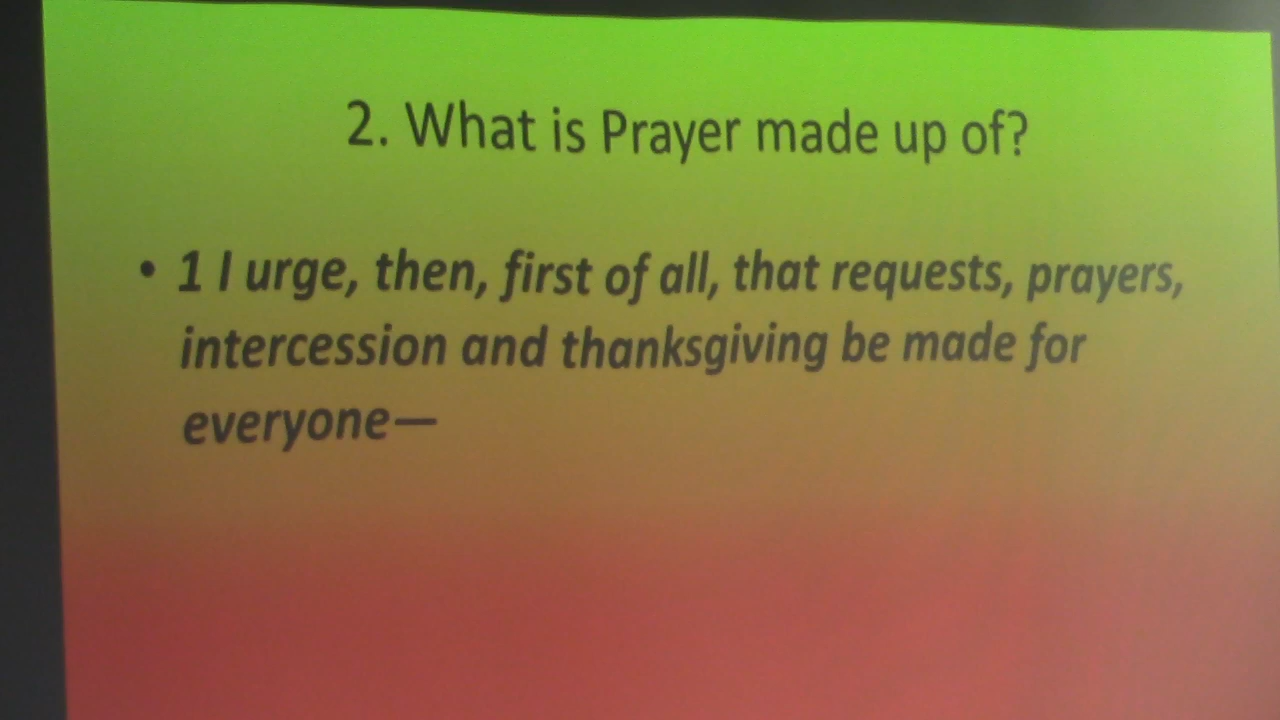 2. What is Prayer made up of?
• 1 I urge, then, first of all, that requests, prayers,
intercession and thanksgiving be made for
everyone—